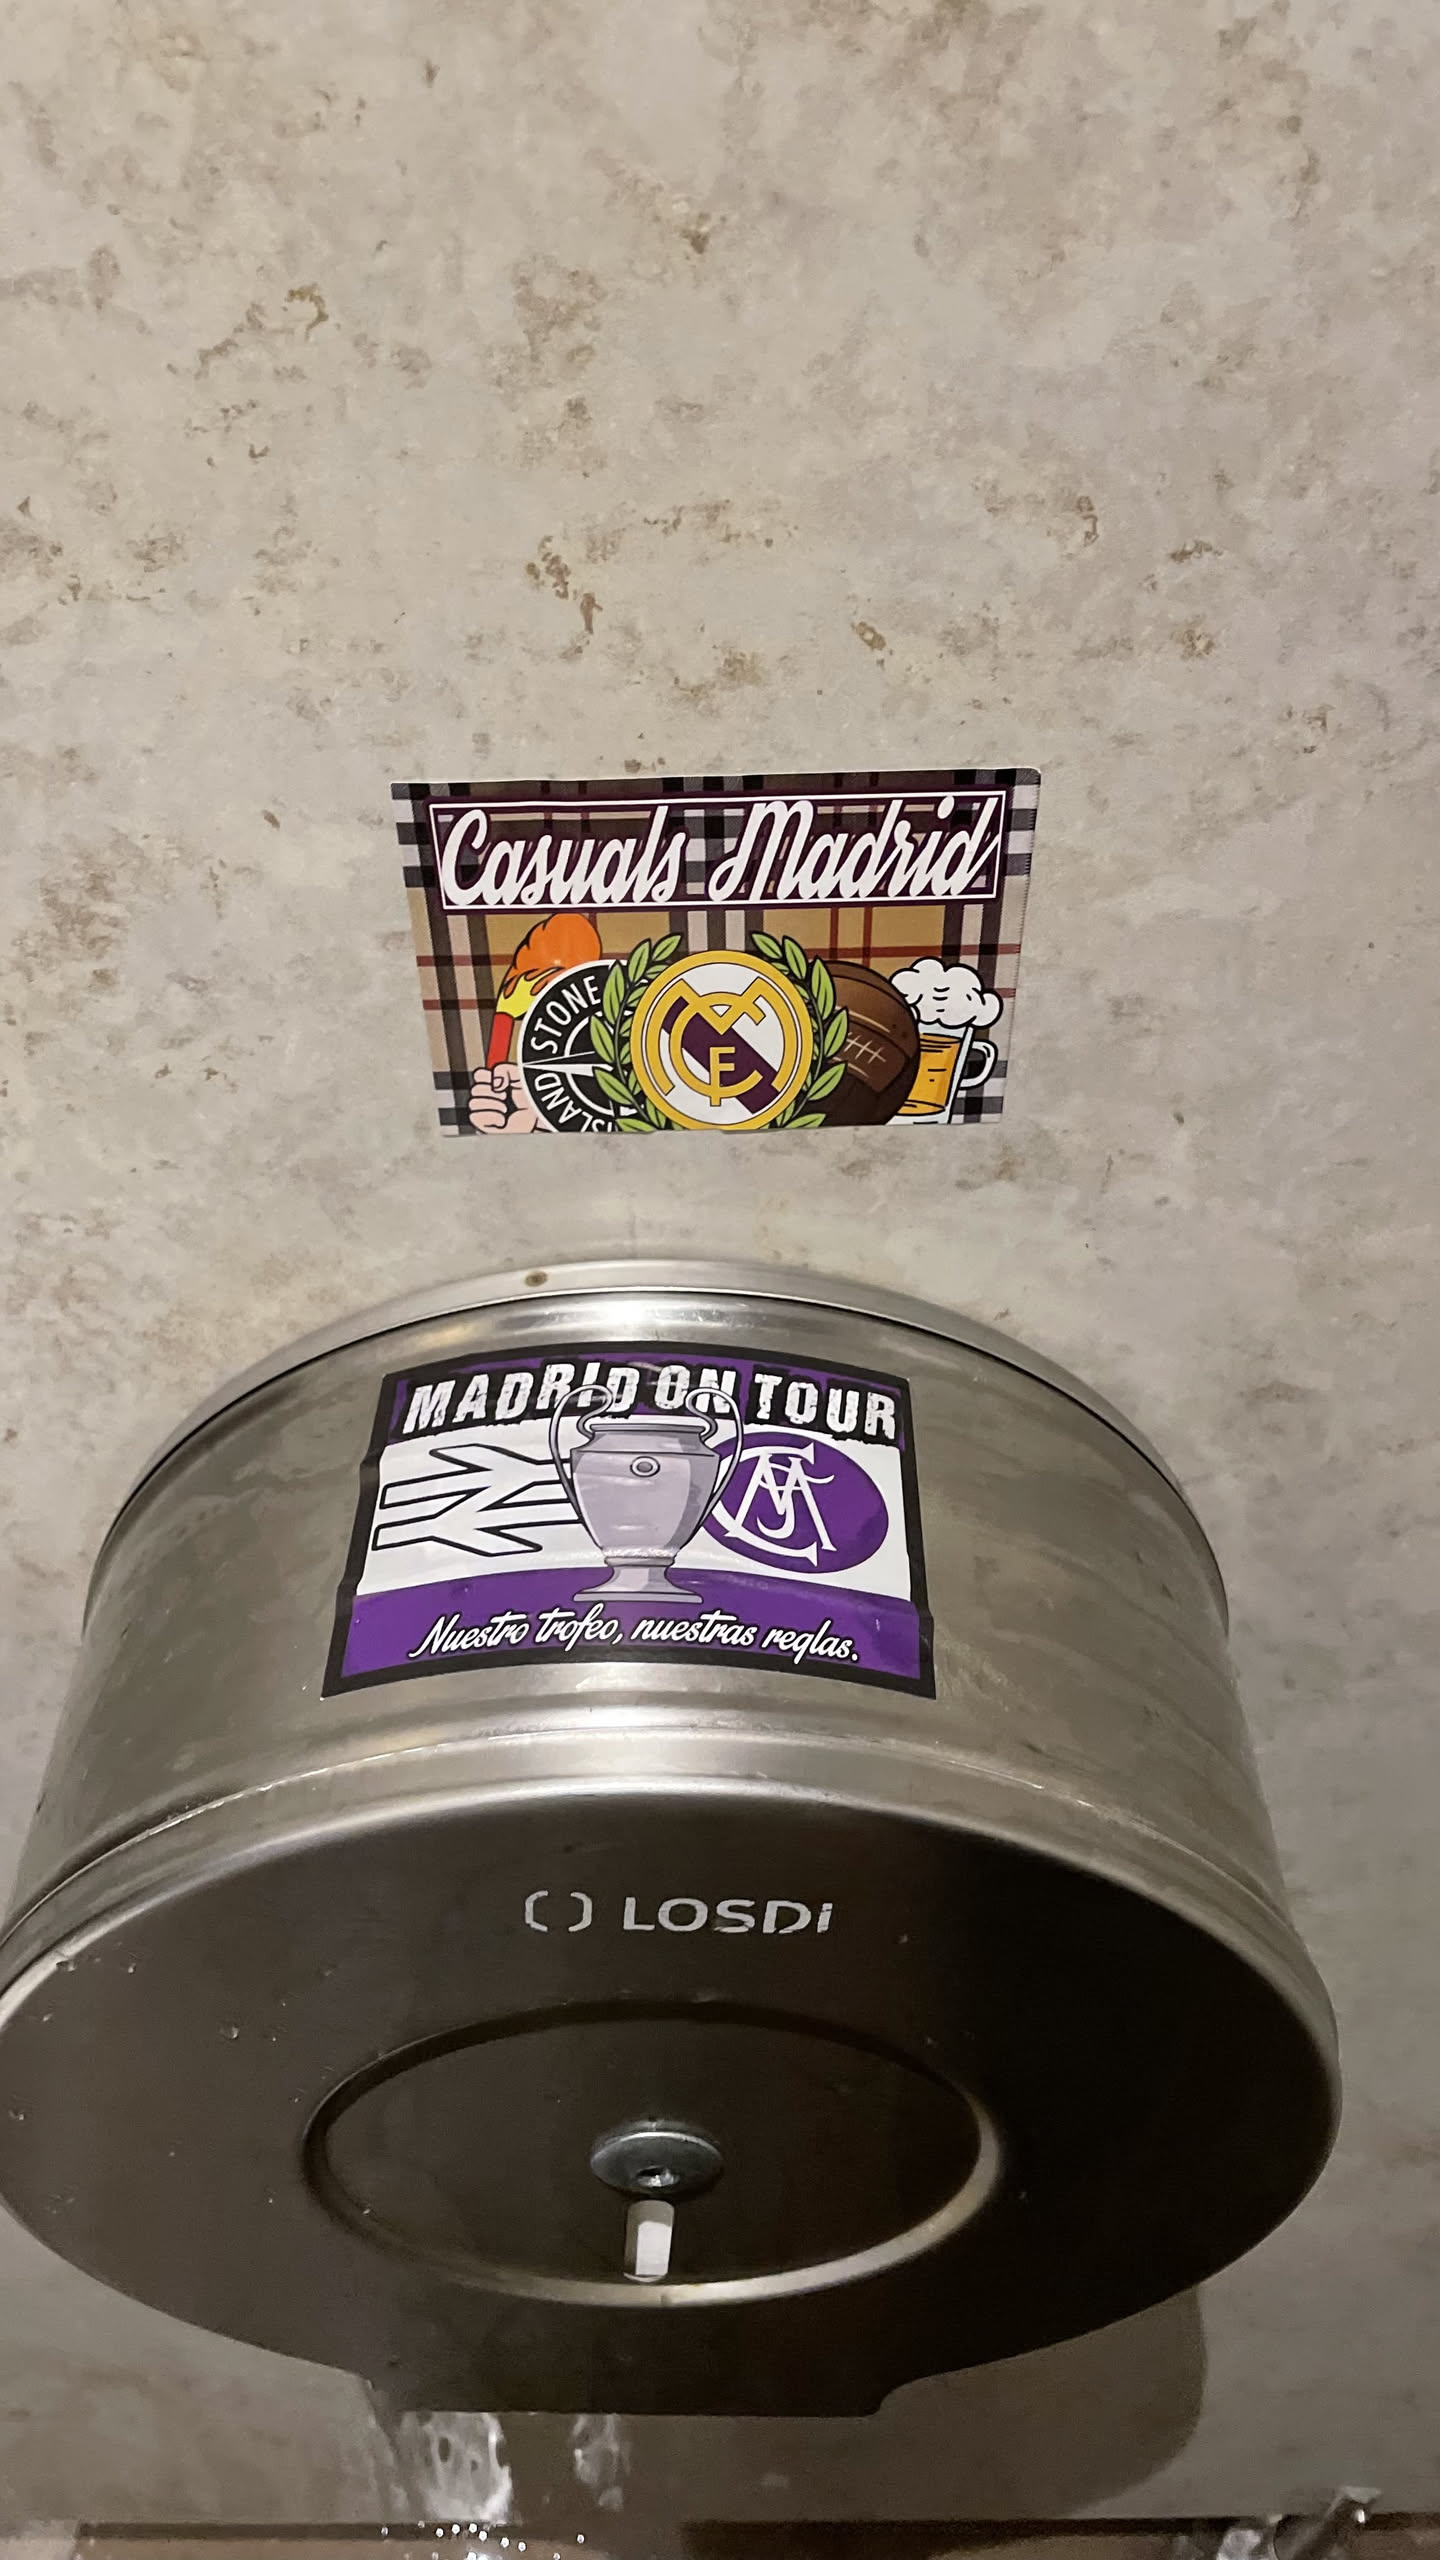 Casuals Madrid
STONE
ISLAND
MADRID ON TOUR
Nuestro trofeo, nuestras reglas.
LOSDi